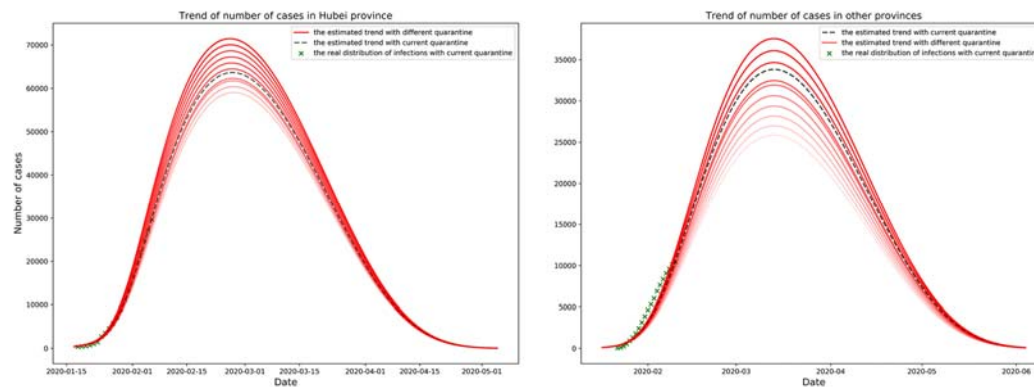 Trend of number of cases in Hubei province
the estimated trend with different quarantine
the estimated trend with current quarantine
the real distribution of infections with current quarantine
Number of cases
70000
60000
50000
40000
30000
20000
10000
0
2020-01-15
2020-02-01
2020-02-15
2020-03-01
2020-03-15
2020-04-01
2020-04-15
2020-05-01
Date
Trend of number of cases in other provinces
the estimated trend with current quarantine
the estimated trend with different quarantine
the real distribution of infections with current quarantine
35000
30000
25000
20000
15000
10000
5000
0
2020-02
2020-03
2020-04
2020-05
2020-06
Date